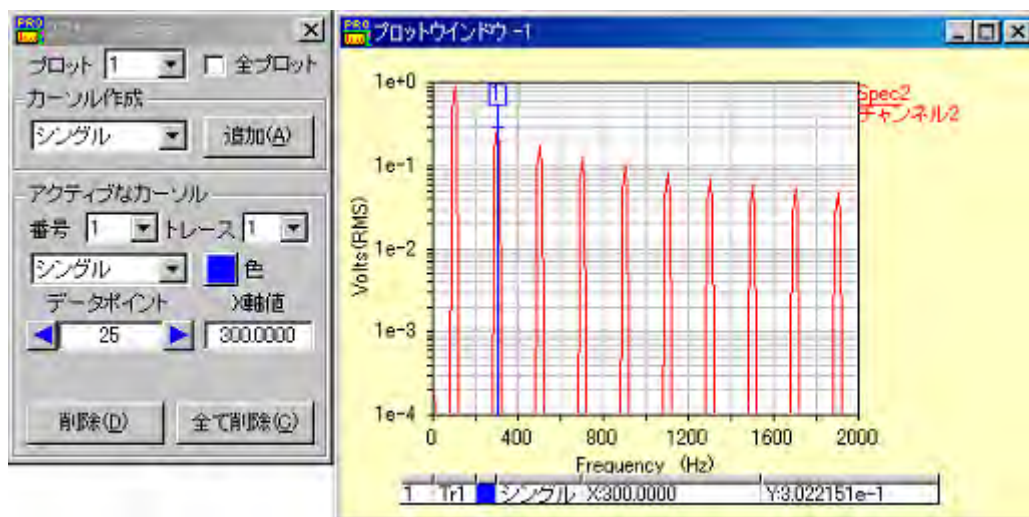 PRO
プロット 1 全プロット
カーソル作成
シングル 追加(A)
アクティブなカーソル
番号 1 トレース 1
シングル 色
データポイント X軸値
25 300.0000
削除(D) 全て削除(C)
PRO プロットウインドウ -1
1e+0
1e-1
1e-2
1e-3
1e-4
Volts(RMS)
1
Spec2
チャンネル2
0 400 800 1200 1600 2000
Frequency (Hz)
1 Tr1 シングル X:300.0000 Y:3.022151e-1